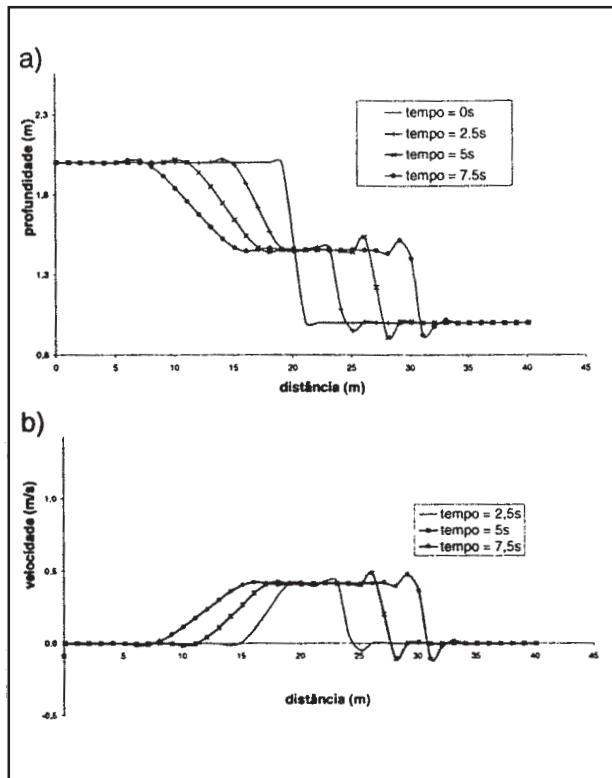 a)
profundidade (m)
2,3
1,8
1,3
0,8
0
5
10
15
20
25
30
35
40
45
distância (m)
tempo = 0s
tempo = 2.5s
tempo = 5s
tempo = 7.5s
b)
velocidade (m/s)
1,0
0,5
0,0
-0,5
0
5
10
15
20
25
30
35
40
45
distância (m)
tempo = 2,5s
tempo = 5s
tempo = 7,5s